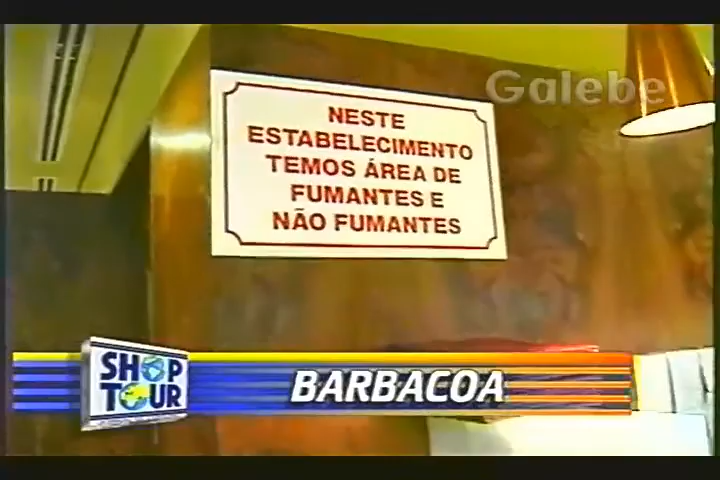 Galebe
NESTE
ESTABELECIMENTO
TEMOS ÁREA DE
FUMANTES E
NÃO FUMANTES
SHOP
TOUR
BARBACOA